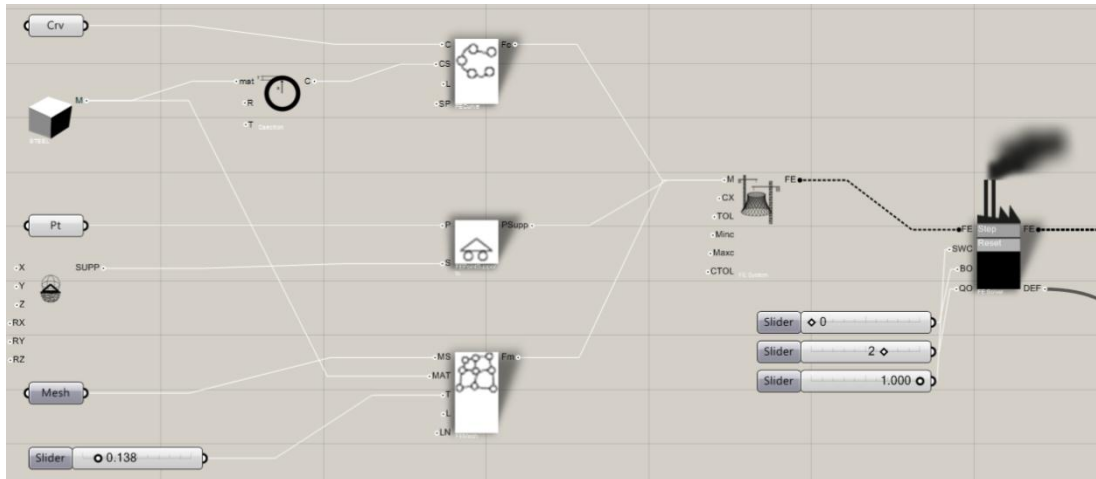 Crv
C
Fc
CS
mat
C
L
R
SP
T
M
STEEL
Pt
P
PSupp
S
X
SUPP
Y
Z
RX
RY
RZ
MS
Fm
MAT
T
L
LN
Mesh
Slider 0.138
M
FE
CX
TOL
Minc
Maxc
CTOL
FE
Step
FE
Reset
SWC
BO
QO
DEF
Slider 0
Slider 2
Slider 1.000